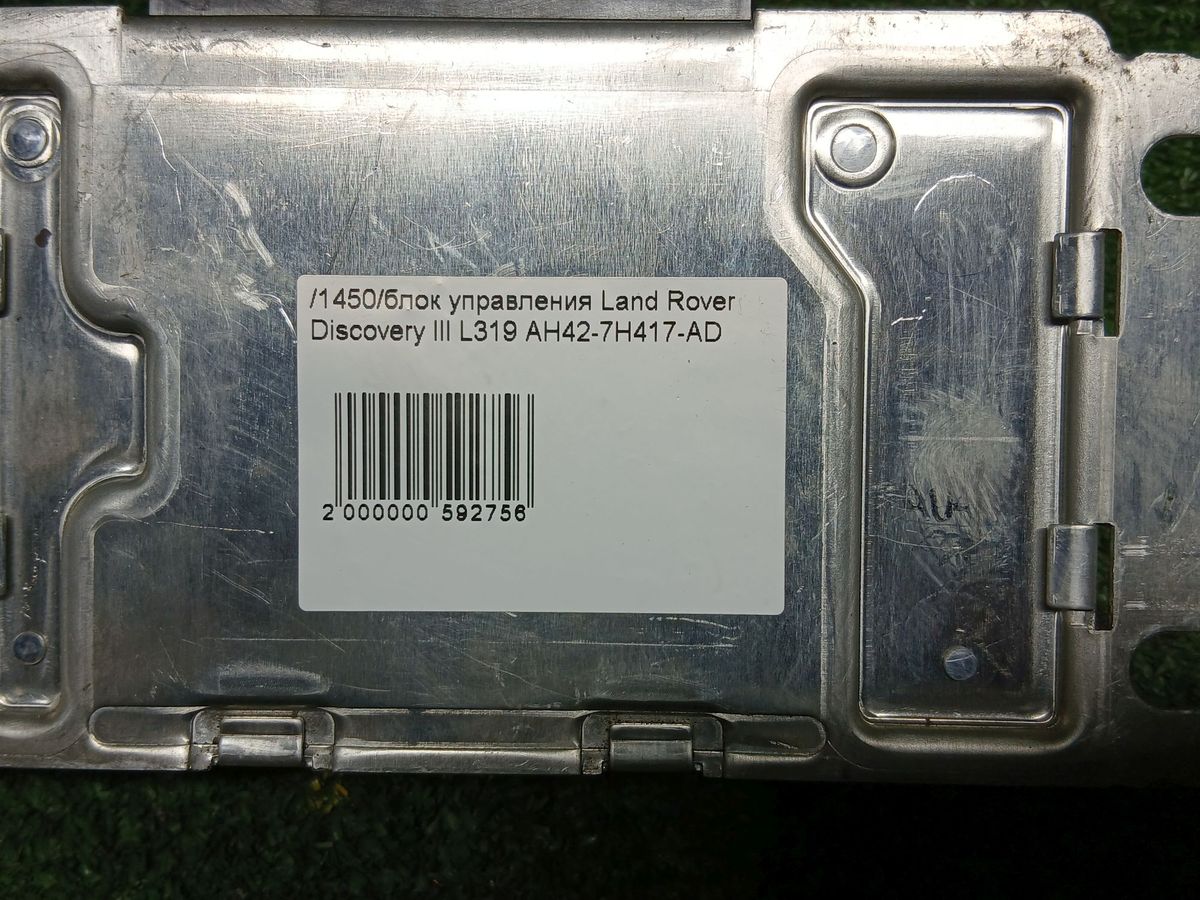 /1450/блок управления Land Rover
Discovery III L319 AH42-7H417-AD
2 000000 592756